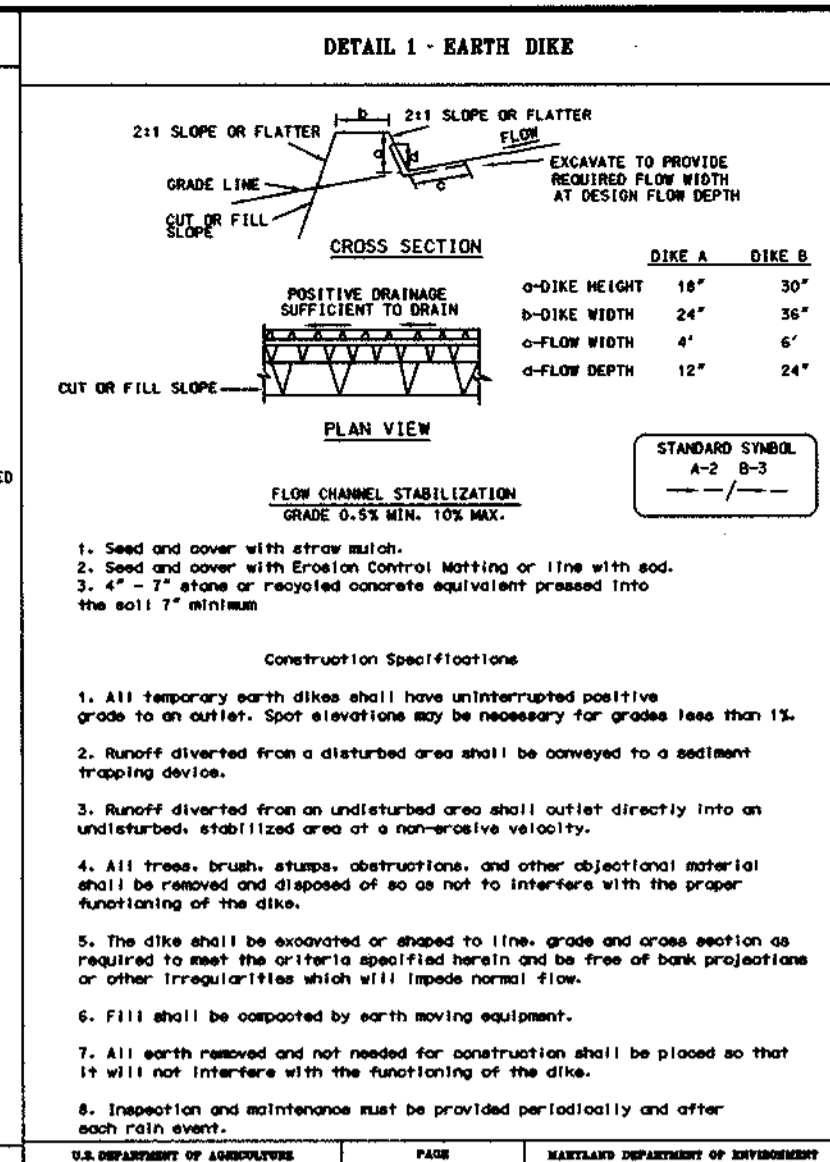 DETAIL 1 - EARTH DIKE
b
2:1 SLOPE OR FLATTER
2:1 SLOPE OR FLATTER
FLOW
a
d
c
GRADE LINE
EXCAVATE TO PROVIDE
REQUIRED FLOW WIDTH
AT DESIGN FLOW DEPTH
CUT OR FILL
SLOPE
CROSS SECTION
DIKE A DIKE B
a-DIKE HEIGHT 18" 30"
b-DIKE WIDTH 24" 36"
c-FLOW WIDTH 4' 6'
d-FLOW DEPTH 12" 24"
POSITIVE DRAINAGE
SUFFICIENT TO DRAIN
CUT OR FILL SLOPE
PLAN VIEW
STANDARD SYMBOL
A-2 B-3
/
ED
FLOW CHANNEL STABILIZATION
GRADE 0.5% MIN. 10% MAX.
1. Seed and cover with straw mulch.
2. Seed and cover with Erosion Control Matting or line with sod.
3. 4" - 7" stone or recycled concrete equivalent pressed into
the soil 7" minimum
Construction Specifications
1. All temporary earth dikes shall have uninterrupted positive
grade to an outlet. Spot elevations may be necessary for grades less than 1%.
2. Runoff diverted from a disturbed area shall be conveyed to a sediment
trapping device.
3. Runoff diverted from an undisturbed area shall outlet directly into an
undisturbed, stabilized area at a non-erosive velocity.
4. All trees, brush, stumps, obstructions, and other objectional material
shall be removed and disposed of so as not to interfere with the proper
functioning of the dike.
5. The dike shall be excavated or shaped to line, grade and cross section as
required to meet the criteria specified herein and be free of bank projections
or other irregularities which will impede normal flow.
6. Fill shall be compacted by earth moving equipment.
7. All earth removed and not needed for construction shall be placed so that
it will not interfere with the functioning of the dike.
8. Inspection and maintenance must be provided periodically and after
each rain event.
U.S. DEPARTMENT OF AGRICULTURE PAGE MARYLAND DEPARTMENT OF ENVIRONMENT